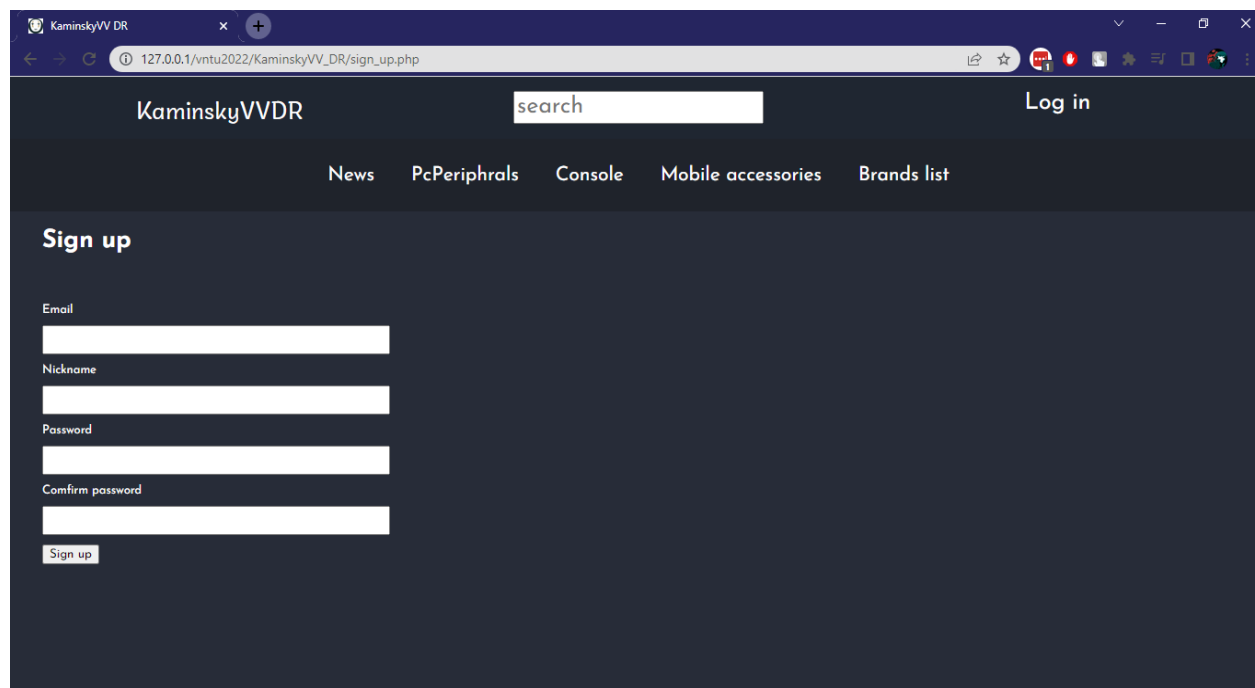 KaminskyVV DR
127.0.0.1/vntu2022/KaminskyVV_DR/sign_up.php
1
KaminskyVVDR search Log in
News PcPeriphrals Console Mobile accessories Brands list
Sign up
Email
Nickname
Password
Comfirm password
Sign up